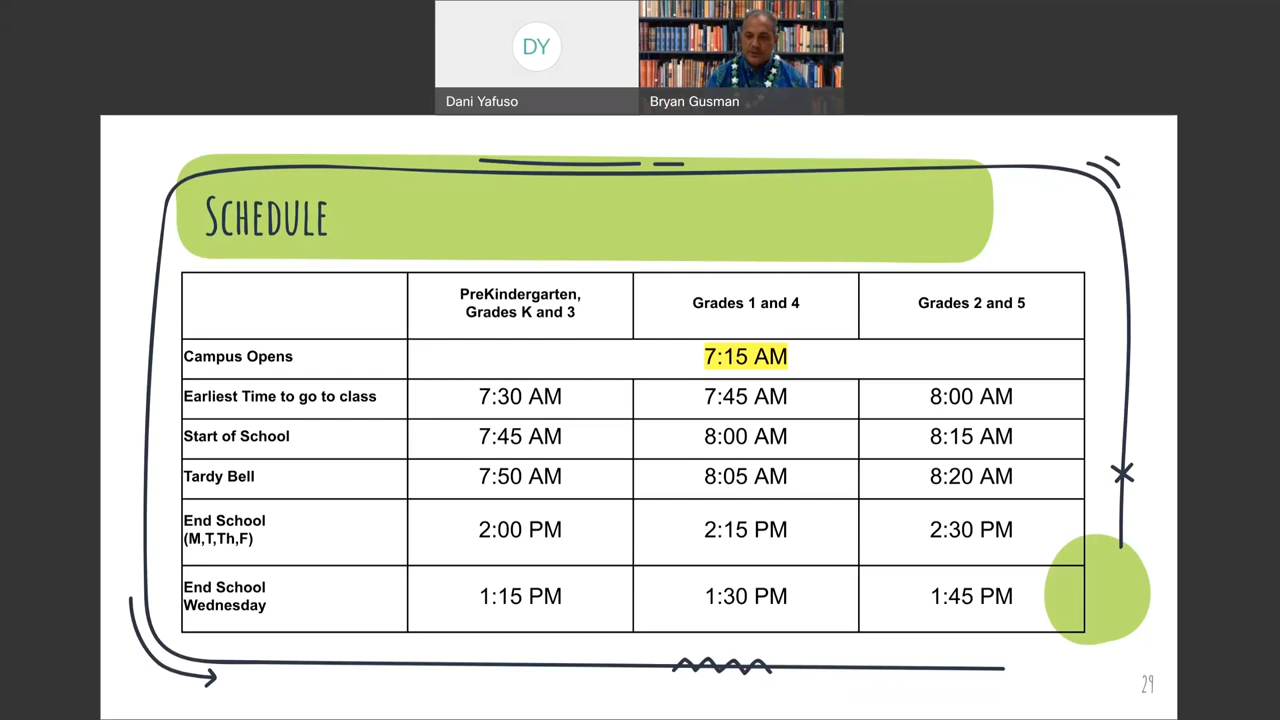 DY
Dani Yafuso
Bryan Gusman
SCHEDULE
PreKindergarten,
Grades K and 3
Grades 1 and 4
Grades 2 and 5
Campus Opens
7:15 AM
Earliest Time to go to class
7:30 AM
7:45 AM
8:00 AM
Start of School
7:45 AM
8:00 AM
8:15 AM
Tardy Bell
7:50 AM
8:05 AM
8:20 AM
End School
(M,T,Th,F)
2:00 PM
2:15 PM
2:30 PM
End School
Wednesday
1:15 PM
1:30 PM
1:45 PM
29